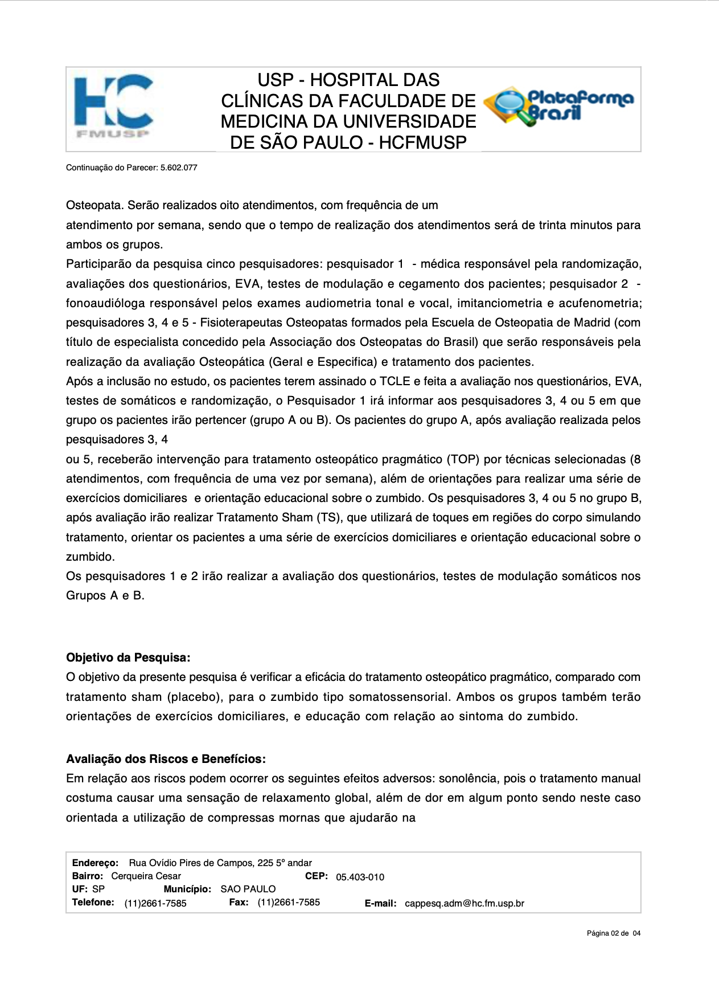 HC
FMUSP
USP - HOSPITAL DAS
CLÍNICAS DA FACULDADE DE
MEDICINA DA UNIVERSIDADE
DE SÃO PAULO - HCFMUSP
Plataforma
Brasil
Continuação do Parecer: 5.602.077
Osteopata. Serão realizados oito atendimentos, com frequência de um
atendimento por semana, sendo que o tempo de realização dos atendimentos será de trinta minutos para
ambos os grupos.
Participarão da pesquisa cinco pesquisadores: pesquisador 1 - médica responsável pela randomização,
avaliações dos questionários, EVA, testes de modulação e cegamento dos pacientes; pesquisador 2 -
fonoaudióloga responsável pelos exames audiometria tonal e vocal, imitanciometria e acufenometria;
pesquisadores 3, 4 e 5 - Fisioterapeutas Osteopatas formados pela Escuela de Osteopatia de Madrid (com
título de especialista concedido pela Associação dos Osteopatas do Brasil) que serão responsáveis pela
realização da avaliação Osteopática (Geral e Especifica) e tratamento dos pacientes.
Após a inclusão no estudo, os pacientes terem assinado o TCLE e feita a avaliação nos questionários, EVA,
testes de somáticos e randomização, o Pesquisador 1 irá informar aos pesquisadores 3, 4 ou 5 em que
grupo os pacientes irão pertencer (grupo A ou B). Os pacientes do grupo A, após avaliação realizada pelos
pesquisadores 3, 4
ou 5, receberão intervenção para tratamento osteopático pragmático (TOP) por técnicas selecionadas (8
atendimentos, com frequência de uma vez por semana), além de orientações para realizar uma série de
exercícios domiciliares e orientação educacional sobre o zumbido. Os pesquisadores 3, 4 ou 5 no grupo B,
após avaliação irão realizar Tratamento Sham (TS), que utilizará de toques em regiões do corpo simulando
tratamento, orientar os pacientes a uma série de exercícios domiciliares e orientação educacional sobre o
zumbido.
Os pesquisadores 1 e 2 irão realizar a avaliação dos questionários, testes de modulação somáticos nos
Grupos A e B.
Objetivo da Pesquisa:
O objetivo da presente pesquisa é verificar a eficácia do tratamento osteopático pragmático, comparado com
tratamento sham (placebo), para o zumbido tipo somatossensorial. Ambos os grupos também terão
orientações de exercícios domiciliares, e educação com relação ao sintoma do zumbido.
Avaliação dos Riscos e Benefícios:
Em relação aos riscos podem ocorrer os seguintes efeitos adversos: sonolência, pois o tratamento manual
costuma causar uma sensação de relaxamento global, além de dor em algum ponto sendo neste caso
orientada a utilização de compressas mornas que ajudarão na
Endereço: Rua Ovídio Pires de Campos, 225 5º andar
Bairro: Cerqueira Cesar CEP: 05.403-010
UF: SP Município: SAO PAULO
Telefone: (11)2661-7585 Fax: (11)2661-7585 E-mail: cappesq.adm@hc.fm.usp.br
Página 02 de 04